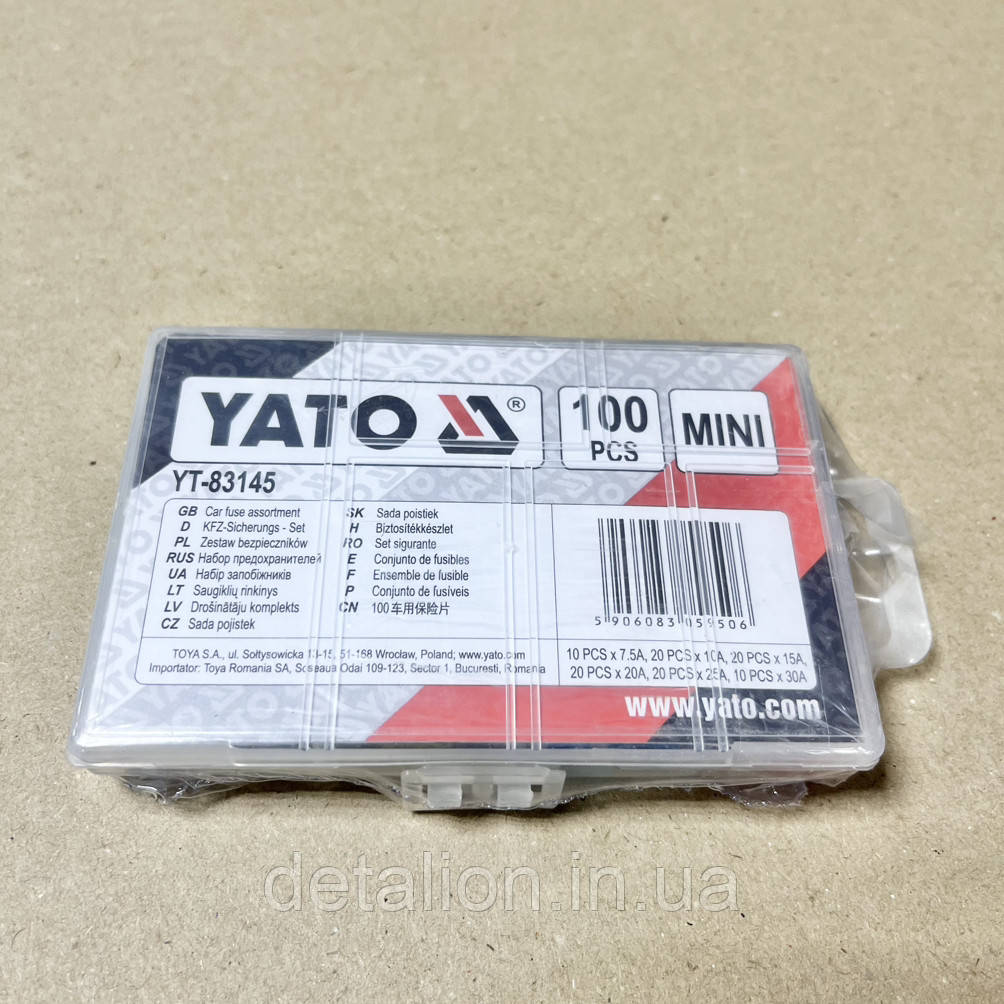 YATO ®
100
PCS
MINI
YT-83145
GB Car fuse assortment
D KFZ-Sicherungs - Set
PL Zestaw bezpieczników
RUS Набор предохранителей
UA Набір запобіжників
LT Saugiklių rinkinys
LV Drošinātāju komplekts
CZ Sada pojistek
SK Sada poistiek
H Biztosítékkészlet
RO Set sigurante
E Conjunto de fusibles
F Ensemble de fusible
P Conjunto de fusíveis
CN 100车用保险片
5 906083 059506
TOYA S.A., ul. Sołtysowicka 13-15, 51-168 Wrocław, Poland; www.yato.com
Importator: Toya Romania SA, Soseaua Odai 109-123, Sector 1, Bucuresti, Romania
10 PCS x 7.5A, 20 PCS x 10A, 20 PCS x 15A,
20 PCS x 20A, 20 PCS x 25A, 10 PCS x 30A
www.yato.com
detalion.in.ua